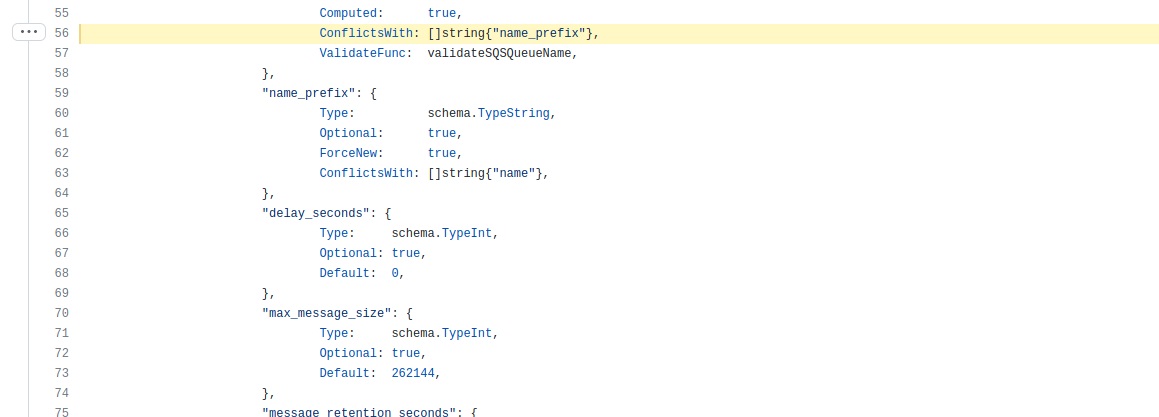 55 Computed: true,
56 ConflictsWith: []string{"name_prefix"},
57 ValidateFunc: validateSQSQueueName,
58 },
59 "name_prefix": {
60 Type: schema.TypeString,
61 Optional: true,
62 ForceNew: true,
63 ConflictsWith: []string{"name"},
64 },
65 "delay_seconds": {
66 Type: schema.TypeInt,
67 Optional: true,
68 Default: 0,
69 },
70 "max_message_size": {
71 Type: schema.TypeInt,
72 Optional: true,
73 Default: 262144,
74 },
75 "message_retention_seconds": {